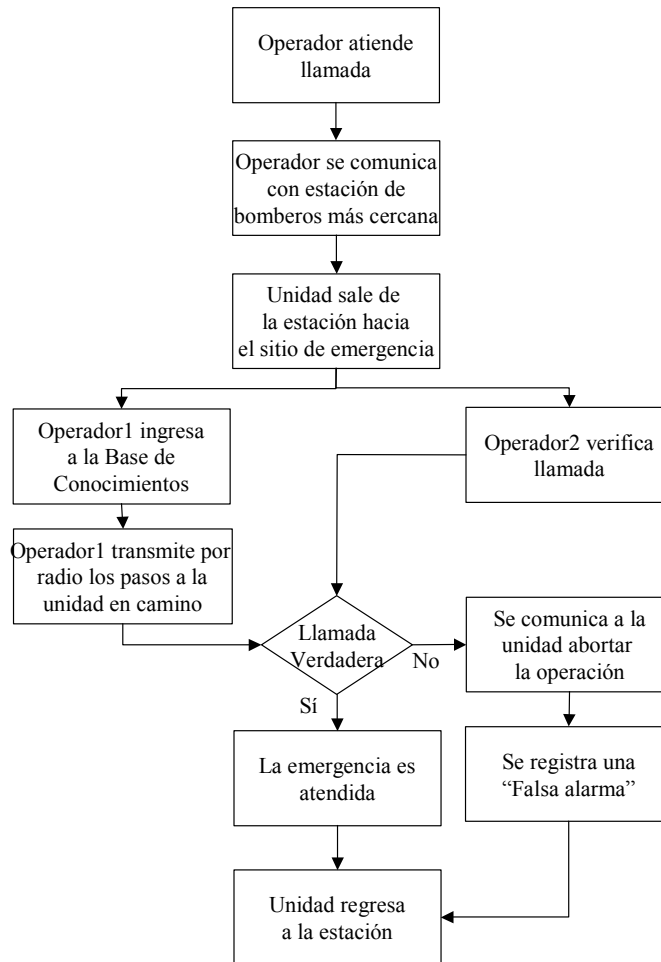 Operador atiende
llamada
Operador se comunica
con estación de
bomberos más cercana
Unidad sale de
la estación hacia
el sitio de emergencia
Operador1 ingresa
a la Base de
Conocimientos
Operador2 verifica
llamada
Operador1 transmite por
radio los pasos a la
unidad en camino
Llamada
Verdadera
No
Sí
Se comunica a la
unidad abortar
la operación
La emergencia es
atendida
Se registra una
“Falsa alarma”
Unidad regresa
a la estación